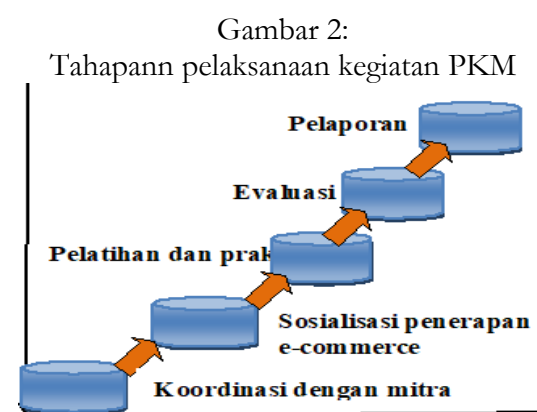 Gambar 2:
Tahapann pelaksanaan kegiatan PKM
Pelaporan
Evaluasi
Pelatihan dan prak
Sosialisasi penerapan
e-commerce
Koordinasi dengan mitra